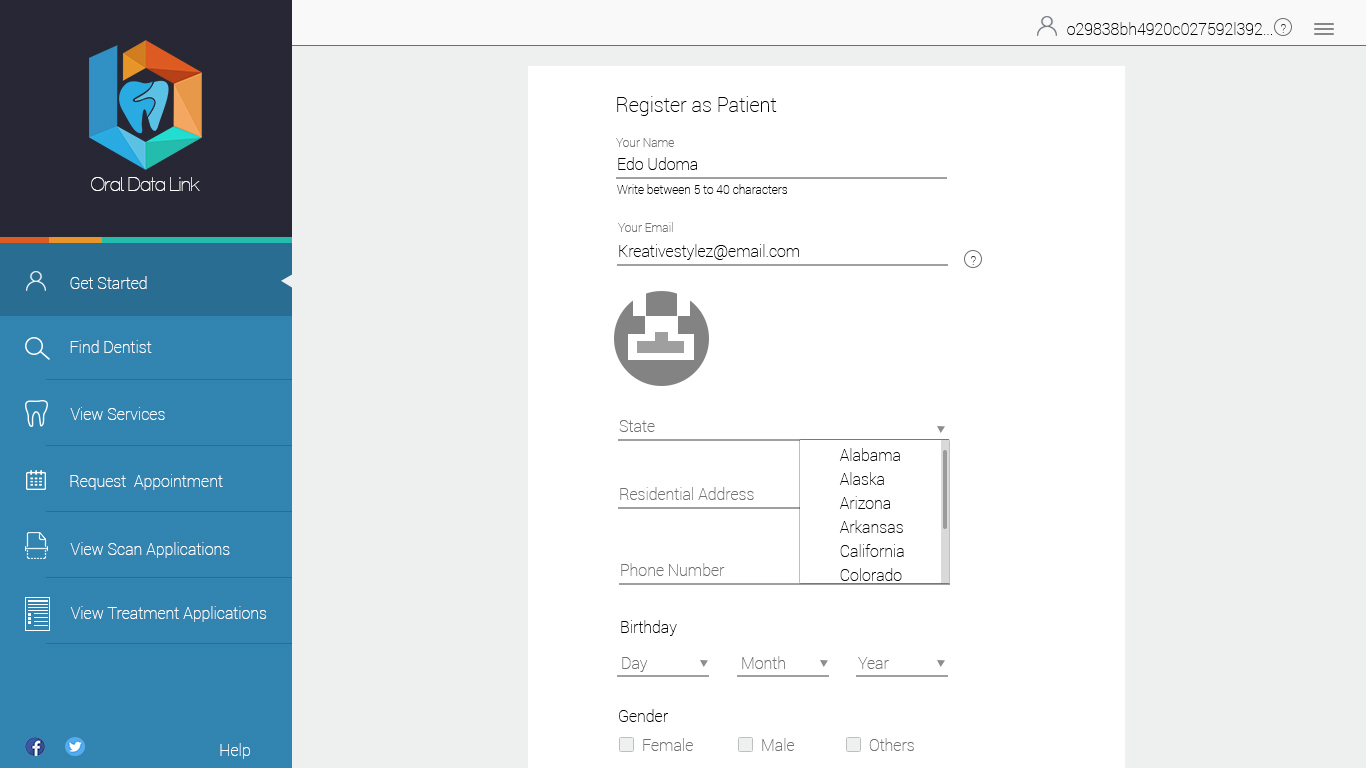 o29838bh4920c027592l392...
?
Oral Data Link
Get Started
Find Dentist
View Services
Request  Appointment
View Scan Applications
View Treatment Applications
Help
Register as Patient
Your Name
Edo Udoma
Write between 5 to 40 characters
Your Email
Kreativestylez@email.com
?
State
Alabama
Alaska
Arizona
Arkansas
California
Colorado
Residential Address
Phone Number
Birthday
Day Month Year
Gender
Female Male Others